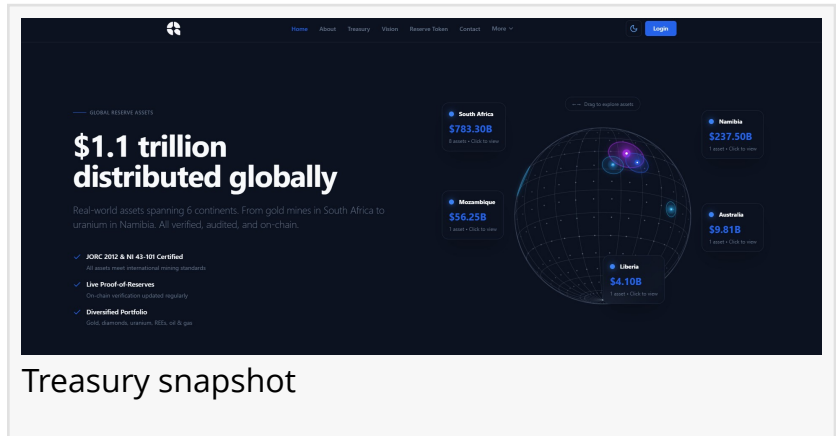 Home About Treasury Vision Reserve Token Contact More
Login
GLOBAL RESERVE ASSETS
$1.1 trillion
distributed globally
Real-world assets spanning 6 continents. From gold mines in South Africa to
uranium in Namibia. All verified, audited, and on-chain.
JORC 2012 & NI 43-101 Certified
All assets meet international mining standards
Live Proof-of-Reserves
On-chain verification updated regularly
Diversified Portfolio
Gold, diamonds, uranium, REEs, oil & gas
Drag to explore assets
South Africa
$783.30B
assets • Click to view
Namibia
$237.50B
1 asset • Click to view
Mozambique
$56.25B
1 asset • Click to view
Australia
$9.81B
1 asset • Click to view
Liberia
$4.10B
1 asset • Click to view
Treasury snapshot